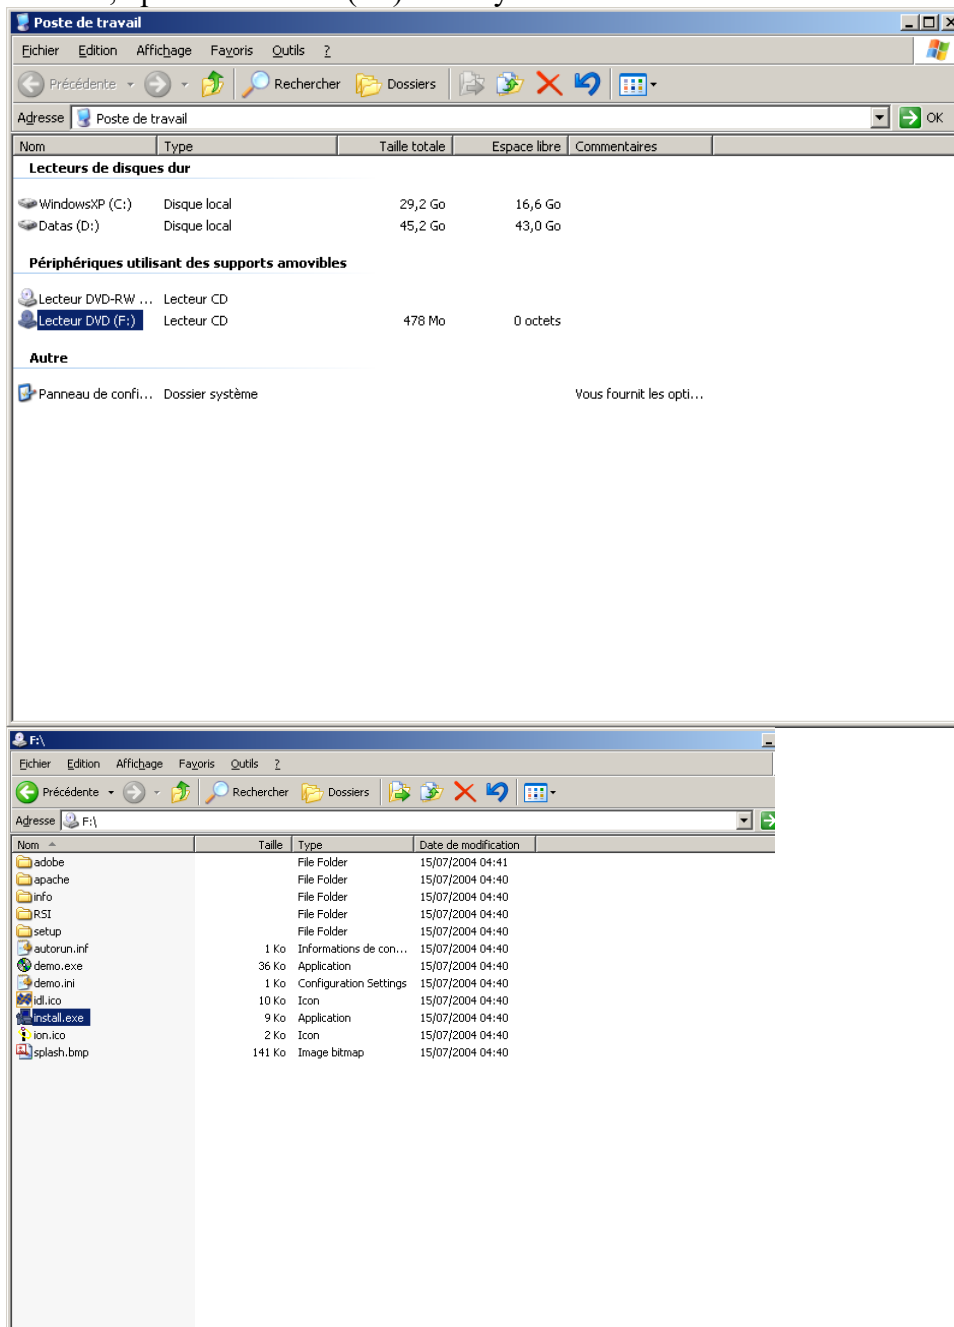 Poste de travail
Fichier Edition Affichage Favoris Outils ?
Précédente Rechercher Dossiers
Adresse Poste de travail OK
Nom Type Taille totale Espace libre Commentaires
Lecteurs de disques dur
WindowsXP (C:) Disque local 29,2 Go 16,6 Go
Datas (D:) Disque local 45,2 Go 43,0 Go
Périphériques utilisant des supports amovibles
Lecteur DVD-RW ... Lecteur CD
Lecteur DVD (F:) Lecteur CD 478 Mo 0 octets
Autre
Panneau de confi... Dossier système Vous fournit les opti...
F:\
Fichier Edition Affichage Favoris Outils ?
Précédente Rechercher Dossiers
Adresse F:\
Nom Taille Type Date de modification
adobe File Folder 15/07/2004 04:41
apache File Folder 15/07/2004 04:40
info File Folder 15/07/2004 04:40
RSI File Folder 15/07/2004 04:40
setup File Folder 15/07/2004 04:40
autorun.inf 1 Ko Informations de con... 15/07/2004 04:40
demo.exe 36 Ko Application 15/07/2004 04:40
demo.ini 1 Ko Configuration Settings 15/07/2004 04:40
idl.ico 10 Ko Icon 15/07/2004 04:40
install.exe 9 Ko Application 15/07/2004 04:40
ion.ico 2 Ko Icon 15/07/2004 04:40
splash.bmp 141 Ko Image bitmap 15/07/2004 04:40